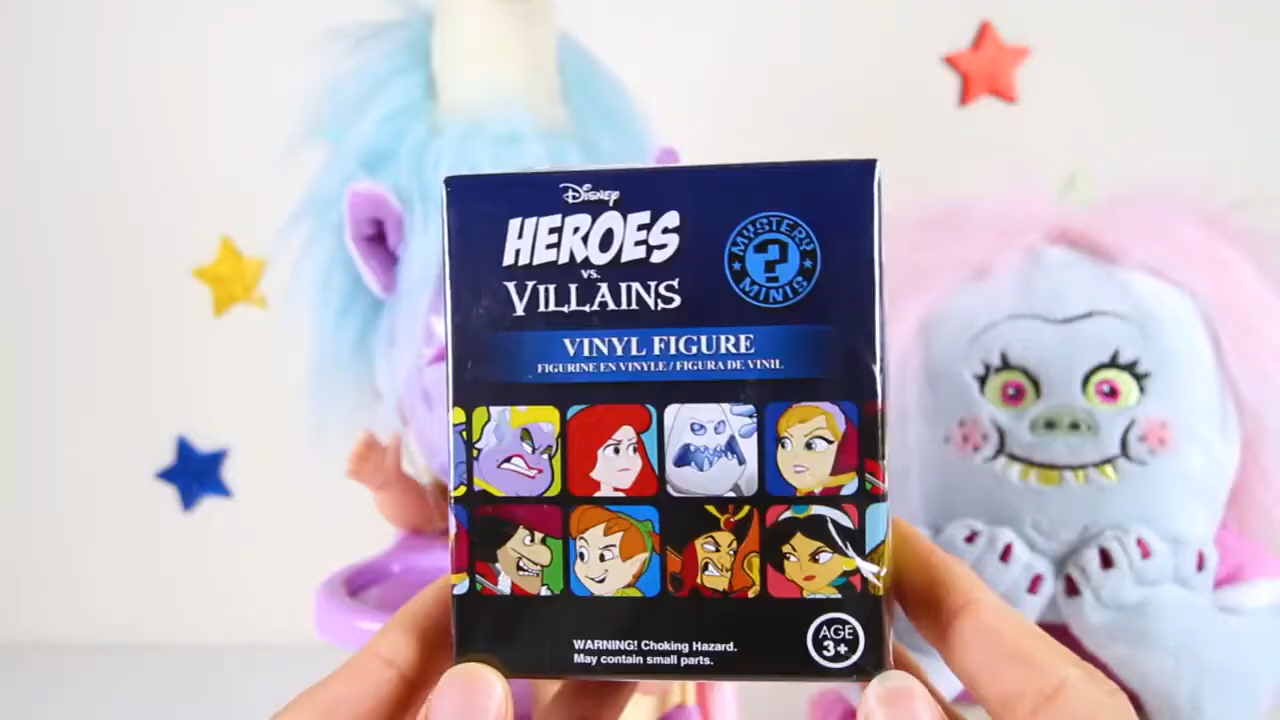 Disney
HEROES
VS.
VILLAINS
MYSTERY
?
MINIS
VINYL FIGURE
FIGURINE EN VINYLE / FIGURA DE VINIL
WARNING! Choking Hazard.
May contain small parts.
AGE
3+